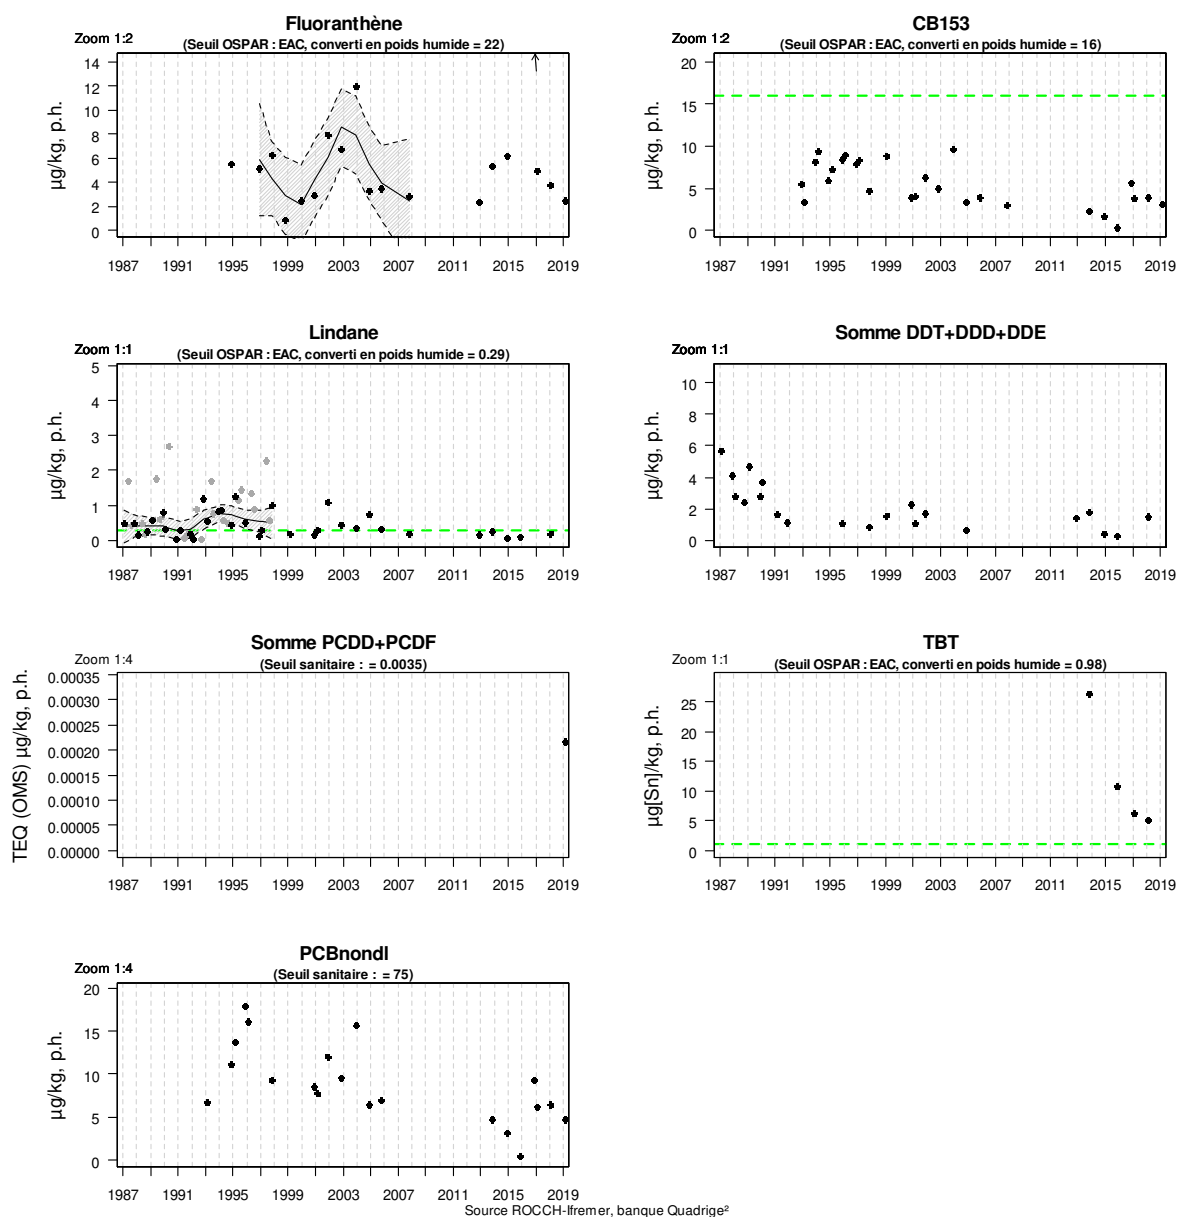 Fluoranthène
Zoom 1:2
(Seuil OSPAR : EAC, converti en poids humide = 22)
µg/kg, p.h.
14
12
10
8
6
4
2
0
1987 1991 1995 1999 2003 2007 2011 2015 2019
CB153
Zoom 1:2
(Seuil OSPAR : EAC, converti en poids humide = 16)
µg/kg, p.h.
20
15
10
5
0
1987 1991 1995 1999 2003 2007 2011 2015 2019
Lindane
Zoom 1:1
(Seuil OSPAR : EAC, converti en poids humide = 0.29)
µg/kg, p.h.
5
4
3
2
1
0
1987 1991 1995 1999 2003 2007 2011 2015 2019
Somme DDT+DDD+DDE
Zoom 1:1
µg/kg, p.h.
10
8
6
4
2
0
1987 1991 1995 1999 2003 2007 2011 2015 2019
Somme PCDD+PCDF
Zoom 1:4
(Seuil sanitaire : = 0.0035)
TEQ (OMS) µg/kg, p.h.
0.00035
0.00030
0.00025
0.00020
0.00015
0.00010
0.00005
0.00000
1987 1991 1995 1999 2003 2007 2011 2015 2019
TBT
Zoom 1:1
(Seuil OSPAR : EAC, converti en poids humide = 0.98)
µg[Sn]/kg, p.h.
25
20
15
10
5
0
1987 1991 1995 1999 2003 2007 2011 2015 2019
PCBnondl
Zoom 1:4
(Seuil sanitaire : = 75)
µg/kg, p.h.
20
15
10
5
0
1987 1991 1995 1999 2003 2007 2011 2015 2019
Source ROCCH-Ifremer, banque Quadrige²